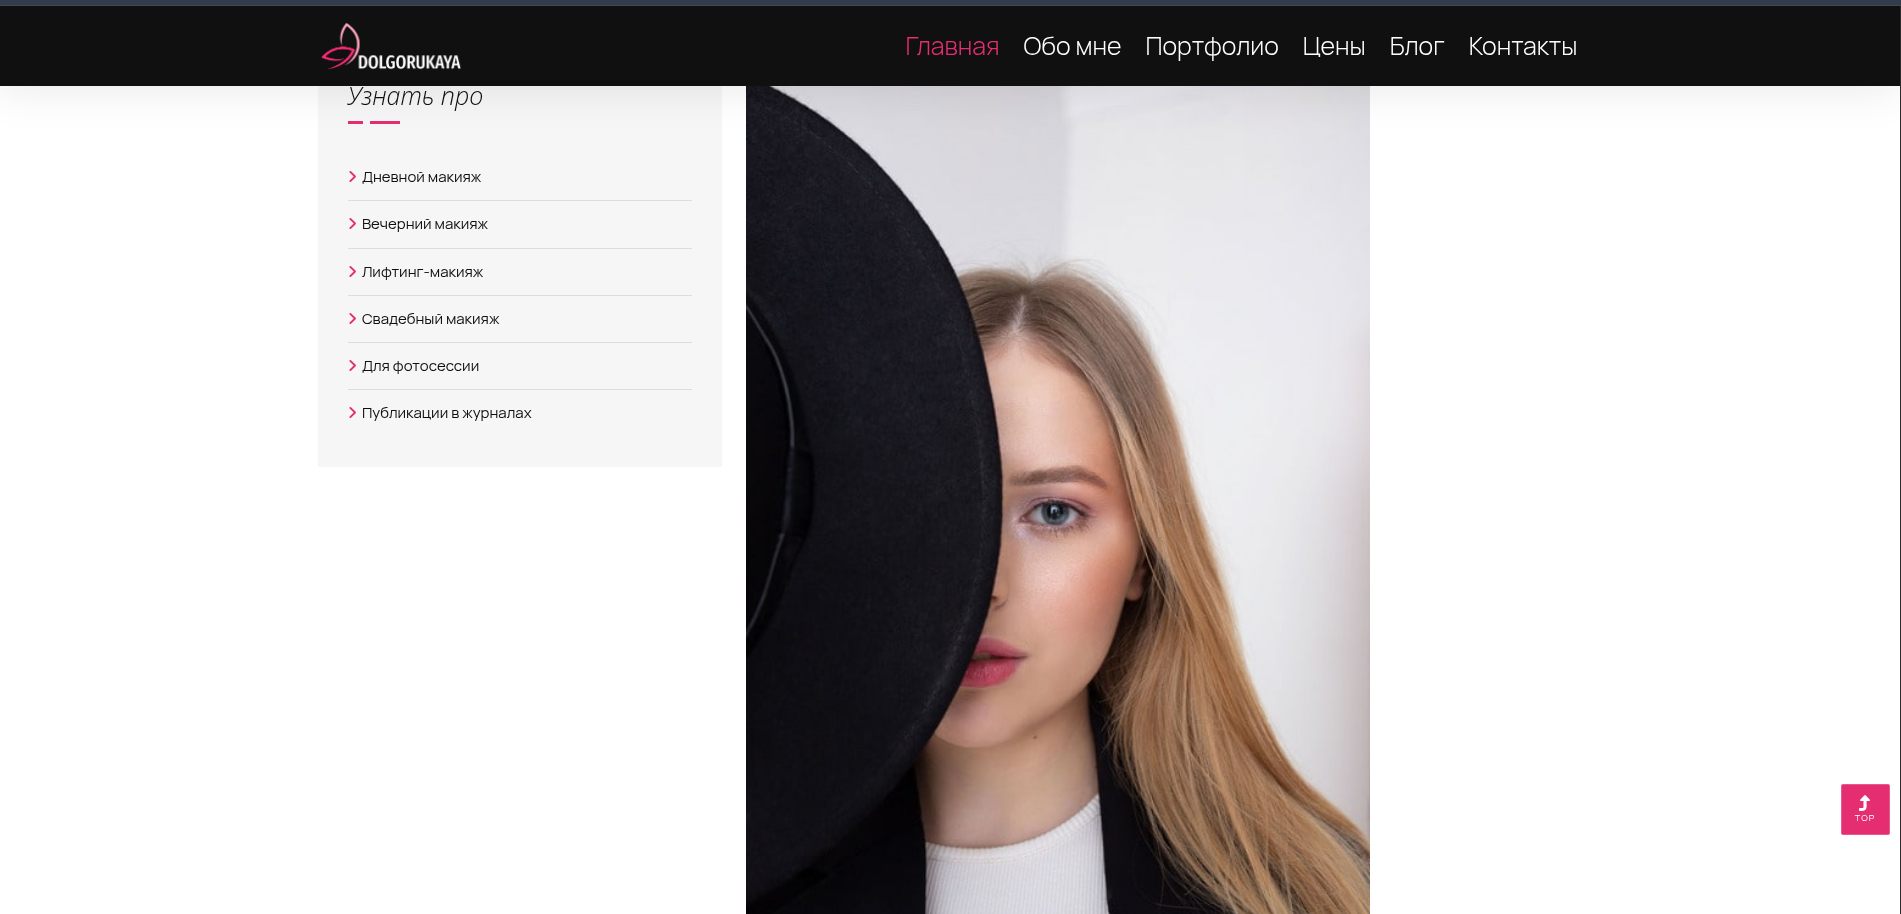 DOLGORUKAYA
Главная Обо мне Портфолио Цены Блог Контакты
Узнать про
Дневной макияж
Вечерний макияж
Лифтинг-макияж
Свадебный макияж
Для фотосессии
Публикации в журналах
TOP